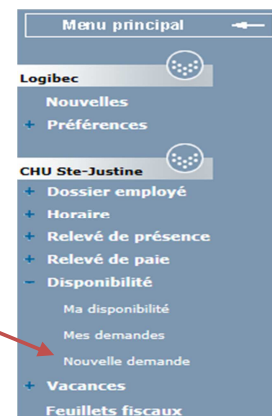 Menu principal
Logibec
Nouvelles
+ Préférences
CHU Ste-Justine
+ Dossier employé
+ Horaire
+ Relevé de présence
+ Relevé de paie
− Disponibilité
Ma disponibilité
Mes demandes
Nouvelle demande
+ Vacances
Feuillets fiscaux